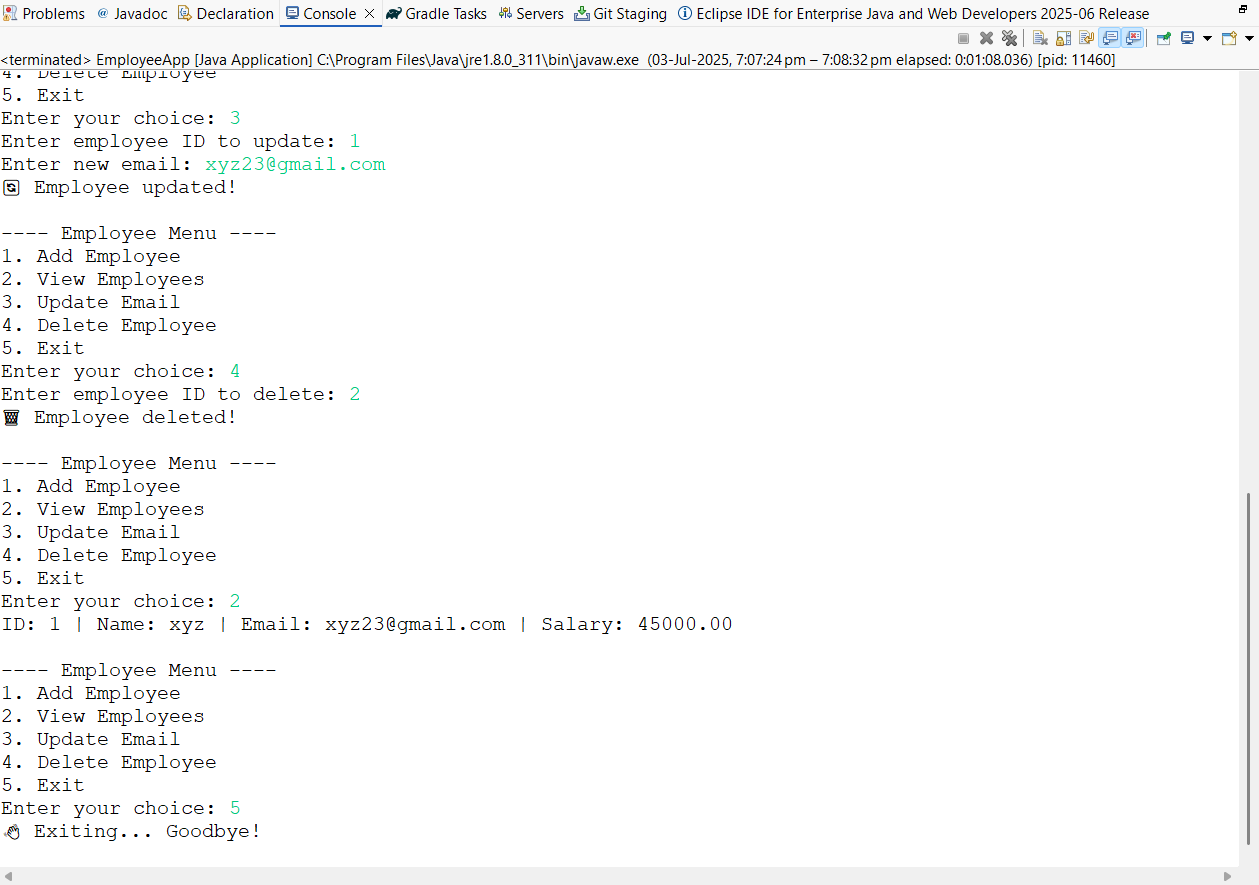 Problems @ Javadoc Declaration Console Gradle Tasks Servers Git Staging Eclipse IDE for Enterprise Java and Web Developers 2025-06 Release
<terminated> EmployeeApp [Java Application] C:\Program Files\Java\jre1.8.0_311\bin\javaw.exe (03-Jul-2025, 7:07:24 pm – 7:08:32 pm elapsed: 0:01:08.036) [pid: 11460]
4. Delete Employee
5. Exit
Enter your choice: 3
Enter employee ID to update: 1
Enter new email: xyz23@gmail.com
🔄 Employee updated!
---- Employee Menu ----
1. Add Employee
2. View Employees
3. Update Email
4. Delete Employee
5. Exit
Enter your choice: 4
Enter employee ID to delete: 2
🗑 Employee deleted!
---- Employee Menu ----
1. Add Employee
2. View Employees
3. Update Email
4. Delete Employee
5. Exit
Enter your choice: 2
ID: 1 | Name: xyz | Email: xyz23@gmail.com | Salary: 45000.00
---- Employee Menu ----
1. Add Employee
2. View Employees
3. Update Email
4. Delete Employee
5. Exit
Enter your choice: 5
👋 Exiting... Goodbye!